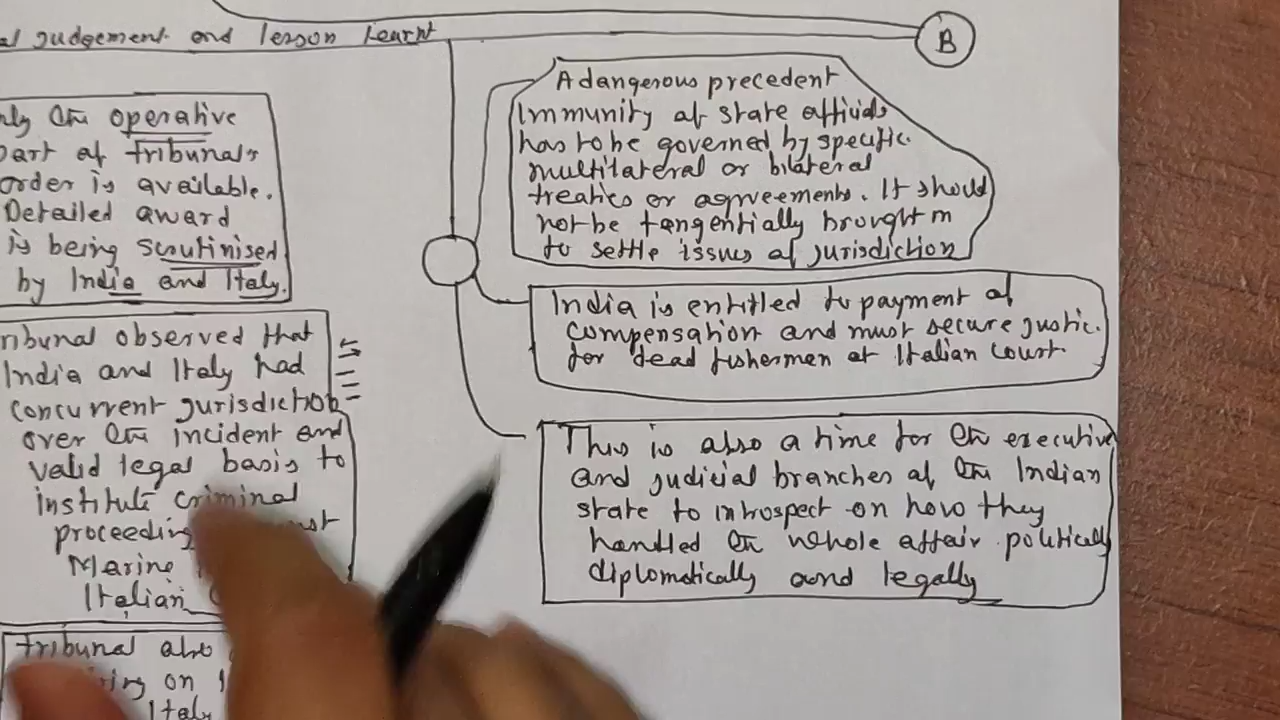 judgement and lesson learnt
B
operative
part of tribunal's
order is available.
Detailed award
is being scrutinised
by India and Italy.
Tribunal observed that
India and Italy had
concurrent jurisdiction
over the incident and
valid legal basis to
institute criminal
Marine
Italian
tribunal also
on
Italy
A dangerous precedent
Immunity of state officials
has to be governed by specific.
multilateral or bilateral
treaties or agreements. It should
not be tangentially brought in
to settle issues of jurisdiction
India is entitled to payment of
compensation and must secure justic.
for dead fishermen at Italian court.
This is also a time for the executive
and judicial branches of the Indian
state to introspect on how they
handled the whole affair politically
diplomatically and legally